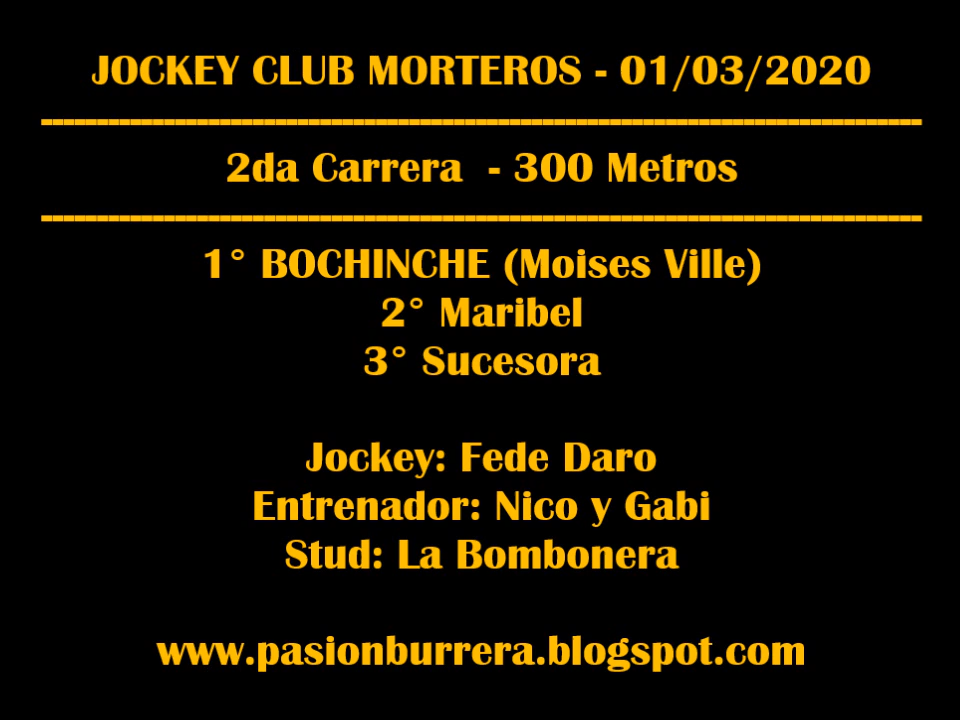 JOCKEY CLUB MORTEROS - 01/03/2020
--------------------------------------------------------------------------------
2da Carrera - 300 Metros
--------------------------------------------------------------------------------
1° BOCHINCHE (Moises Ville)
2° Maribel
3° Sucesora
Jockey: Fede Daro
Entrenador: Nico y Gabi
Stud: La Bombonera
www.pasionburrera.blogspot.com